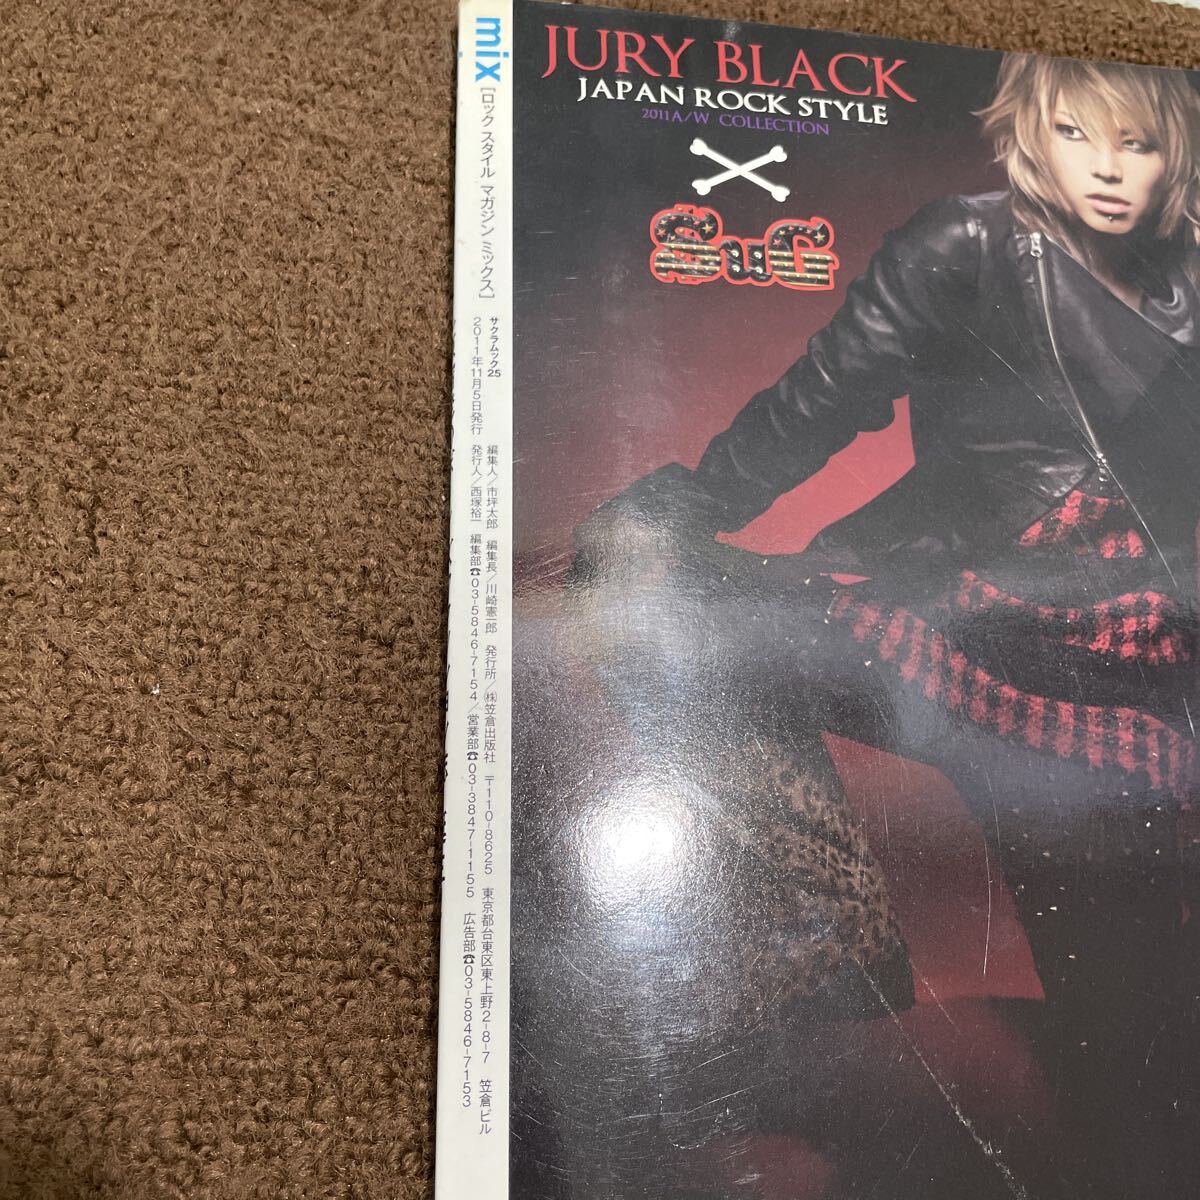 mix
[ロック スタイル マガジン ミックス]
サクラムック25
2011年11月5日発行
編集人/市坪太郎 編集長/川崎憲一郎 発行所/㈱笠倉出版社 〒110-8625 東京都台東区東上野2-8-7 笠倉ビル
発行人/西塚裕一 編集部☎03-5846-7154/営業部☎03-3847-1155 広告部☎03-5846-7153
JURY BLACK
JAPAN ROCK STYLE
2011 A/W COLLECTION
SuG